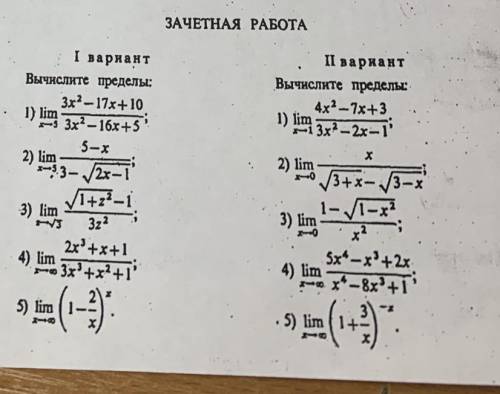 ЗАЧЕТНАЯ РАБОТА
I вариант
Вычислите пределы:
1) lim x→5 (3x² − 17x + 10)/(3x² − 16x + 5);
2) lim x→5 (5 − x)/(3 − √(2x − 1));
3) lim z→√3 (√(1 + z²) − 1)/(3z²);
4) lim x→∞ (2x³ + x + 1)/(3x³ + x² + 1);
5) lim x→∞ (1 − 2/x)ˣ.
II вариант
Вычислите пределы:
1) lim x→1 (4x² − 7x + 3)/(3x² − 2x − 1);
2) lim x→0 x/(√(3 + x) − √(3 − x));
3) lim x→0 (1 − √(1 − x²))/x²;
4) lim x→∞ (5x⁴ − x³ + 2x)/(x⁴ − 8x³ + 1);
5) lim x→∞ (1 + 3/x)⁻ˣ.